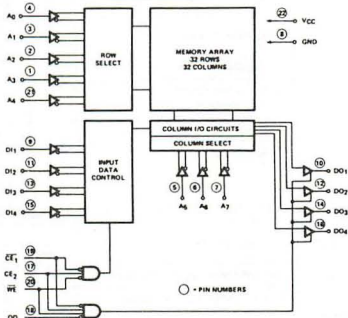 A₀ ④
A₁ ③
A₂ ②
A₃ ①
A₄ ㉑
ROW
SELECT
MEMORY ARRAY
32 ROWS
32 COLUMNS
㉒ VCC
⑧ GND
COLUMN I/O CIRCUITS
COLUMN SELECT
DI₁ ⑨
DI₂ ⑪
DI₃ ⑬
DI₄ ⑮
INPUT
DATA
CONTROL
⑤ ⑥ ⑦
A₅ A₆ A₇
⑩ DO₁
⑫ DO₂
⑭ DO₃
⑯ DO₄
C̅E̅₁ ⑲
CE₂ ⑰
W̅E̅ ⑳
OD ⑱
◯ = PIN NUMBERS